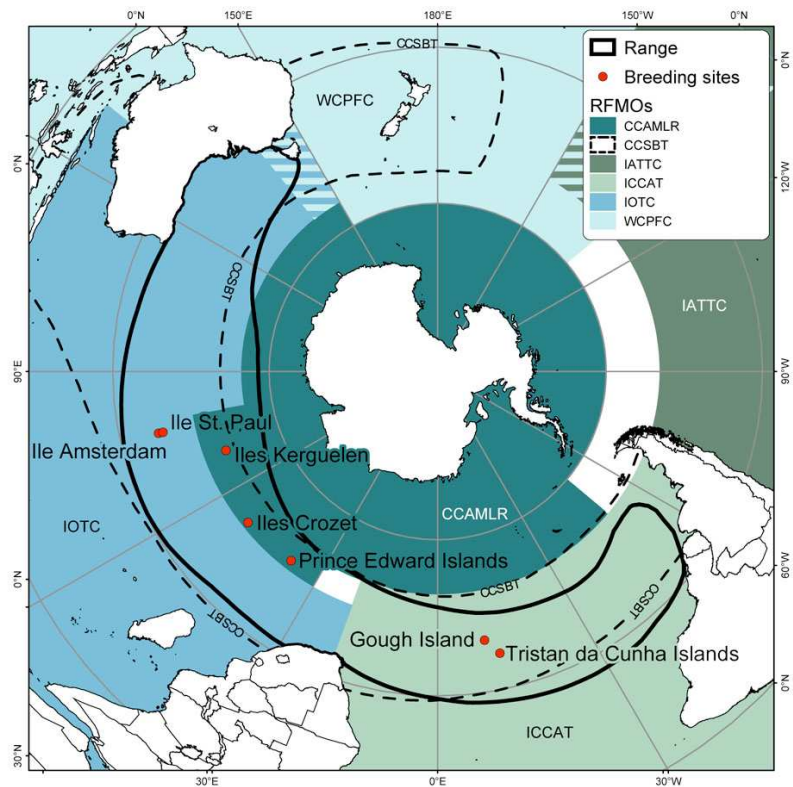 0°N
150°E
180°E
150°W
0°N
CCSBT
WCPFC
Range
Breeding sites
RFMOs
CCAMLR
CCSBT
IATTC
ICCAT
IOTC
WCPFC
0°N
0°N
120°W
CCSBT
IATTC
90°E
90°W
Ile St. Paul
Ile Amsterdam
Iles Kerguelen
CCAMLR
Iles Crozet
IOTC
Prince Edward Islands
0°N
60°W
CCSBT
CCSBT
CCSBT
Gough Island
Tristan da Cunha Islands
0°N
ICCAT
30°N
30°E
0°E
30°W